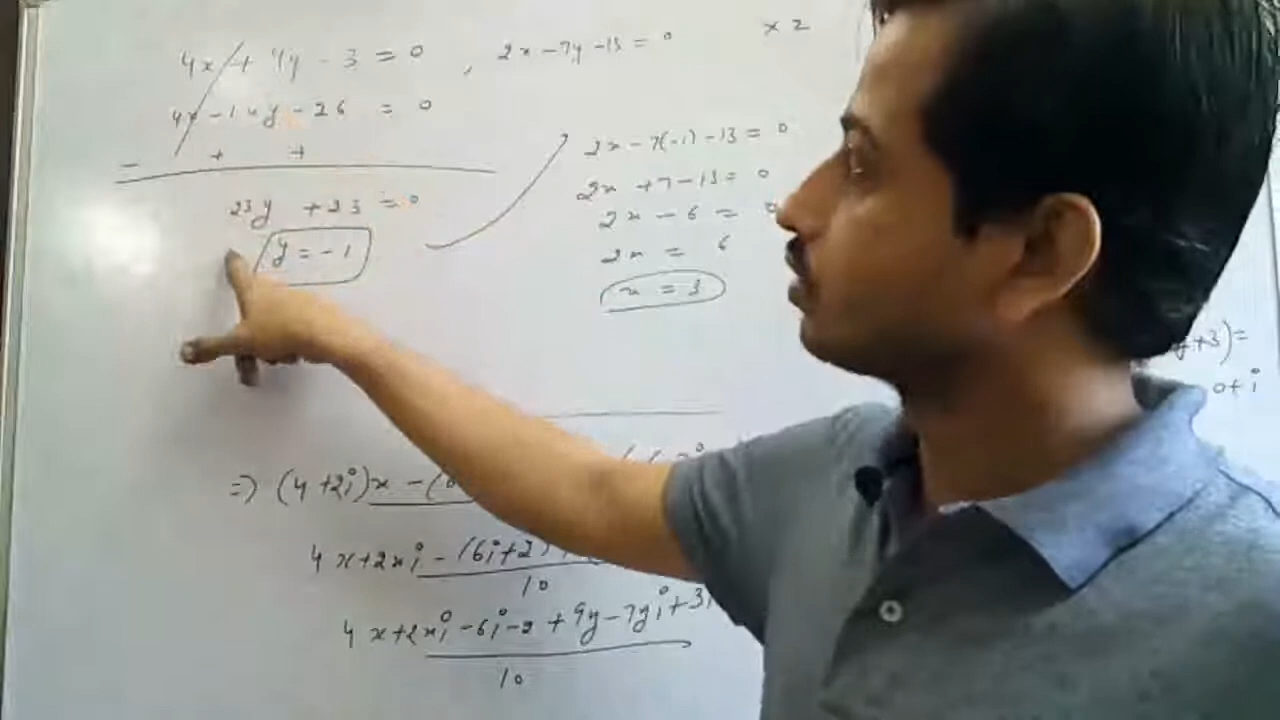 4x + 4y - 3 = 0 , 2x - 7y - 13 = 0 × 2
4x - 14y - 26 = 0
- + +
23y + 23 = 0
y = - 1
2x - 7(-1) - 13 = 0
2x + 7 - 13 = 0
2x - 6 = 0
2x = 6
x = 3
+3) =
0 + i
=> (4 + 2i)x - (
4x + 2xi - (6i + 2)
10
4x + 2xi - 6i - 2 + 9y - 7yi + 3i
10